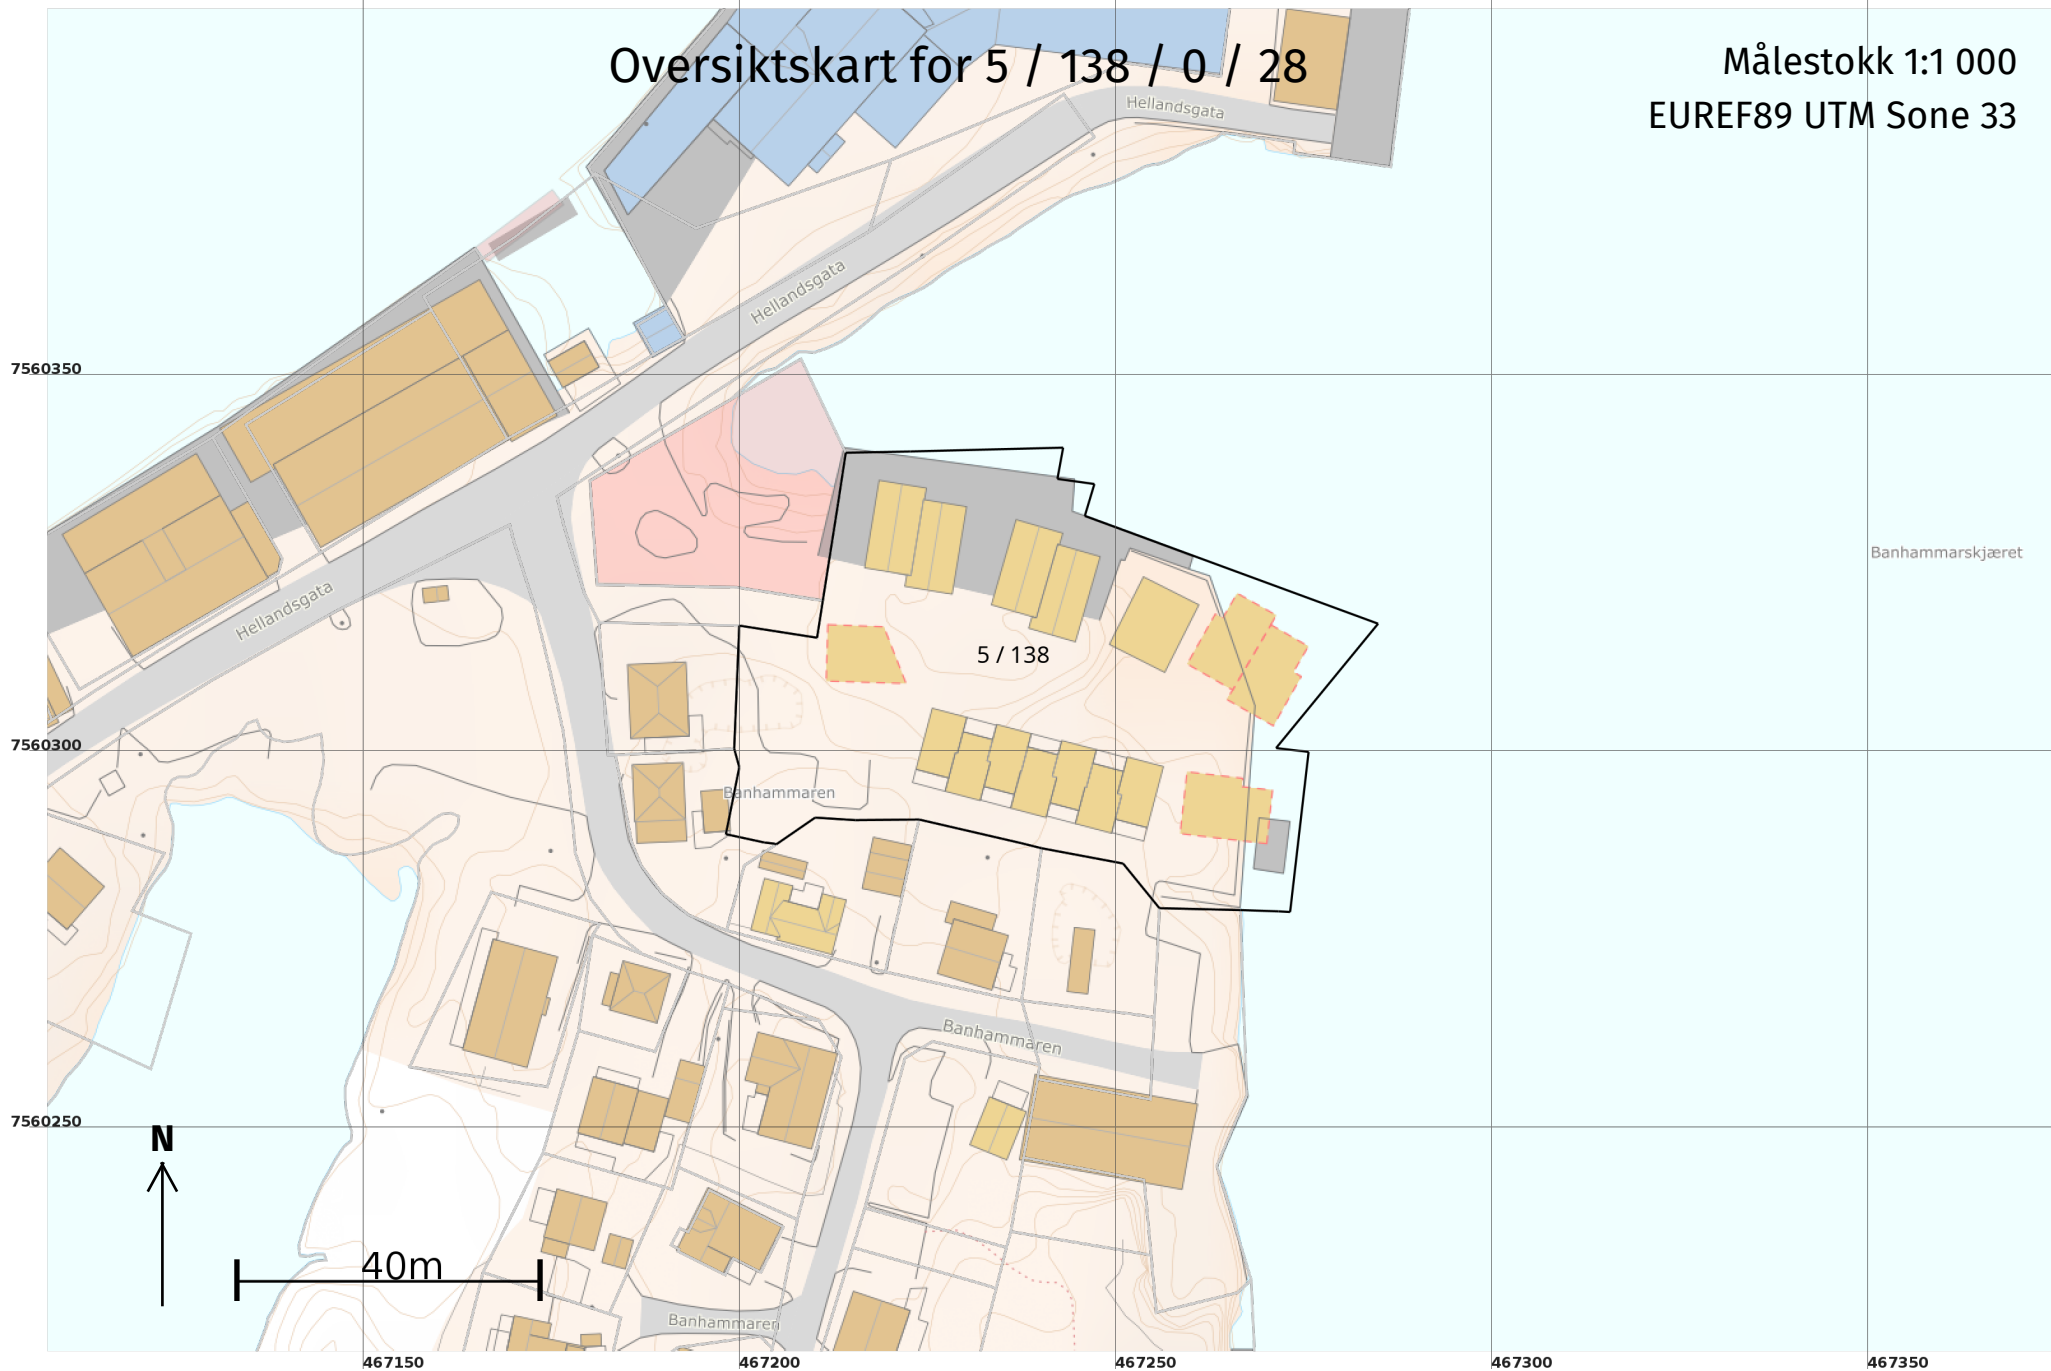 Oversiktskart for 5 / 138 / 0 / 28
Målestokk 1:1 000
EUREF89 UTM Sone 33
Hellandsgata
Hellandsgata
7560350
Banhammarskjæret
Hellandsgata
5 / 138
7560300
Banhammaren
Banhammaren
7560250
N
40m
Banhammaren
467150
467200
467250
467300
467350